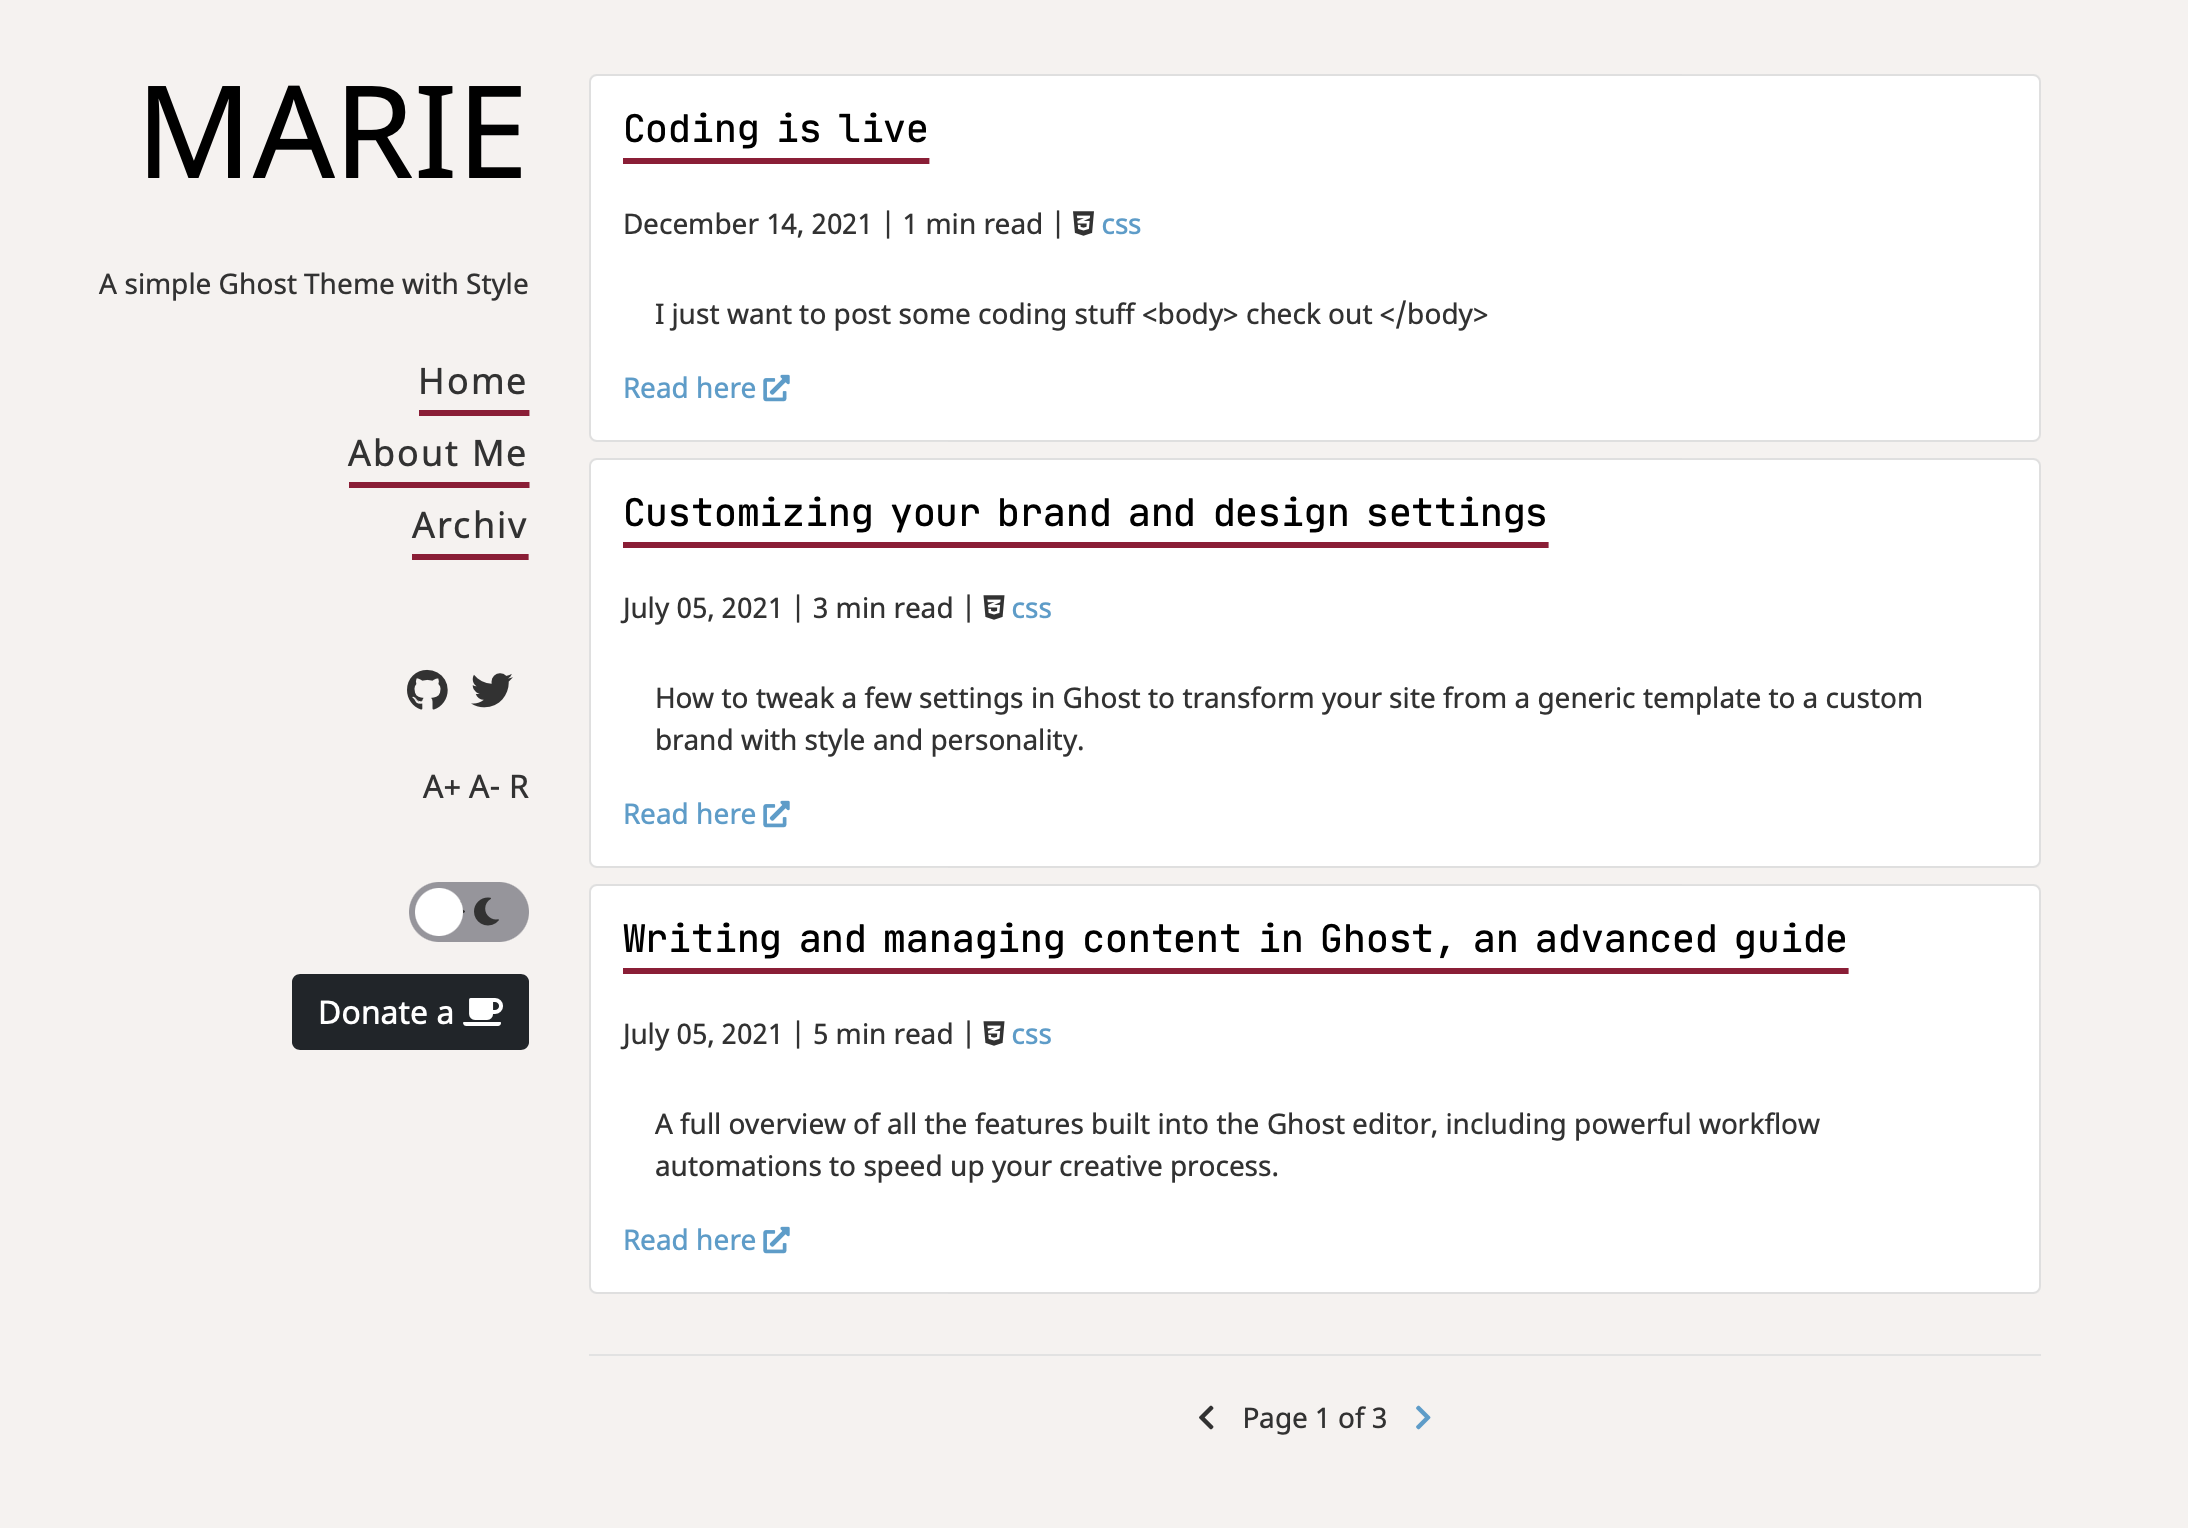 MARIE
A simple Ghost Theme with Style
Home
About Me
Archiv
A+ A- R
Donate a
Coding is live
December 14, 2021 | 1 min read | css
I just want to post some coding stuff <body> check out </body>
Read here
Customizing your brand and design settings
July 05, 2021 | 3 min read | css
How to tweak a few settings in Ghost to transform your site from a generic template to a custom
brand with style and personality.
Read here
Writing and managing content in Ghost, an advanced guide
July 05, 2021 | 5 min read | css
A full overview of all the features built into the Ghost editor, including powerful workflow
automations to speed up your creative process.
Read here
Page 1 of 3